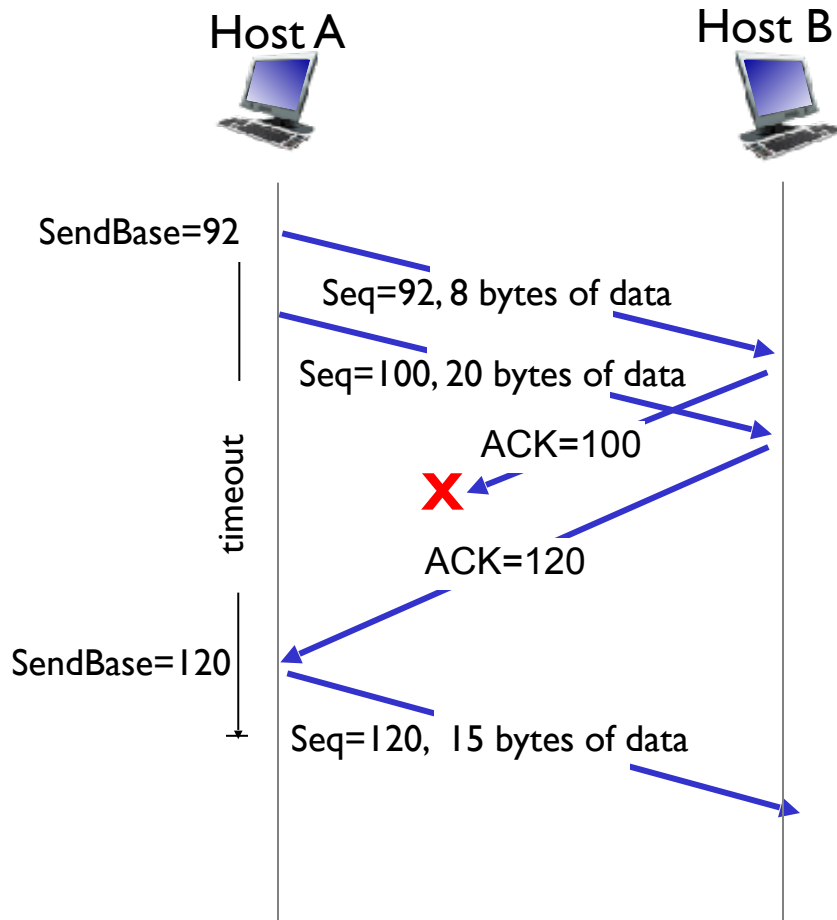 Host A
Host B
SendBase=92
Seq=92, 8 bytes of data
Seq=100, 20 bytes of data
ACK=100
X
timeout
ACK=120
SendBase=120
Seq=120, 15 bytes of data